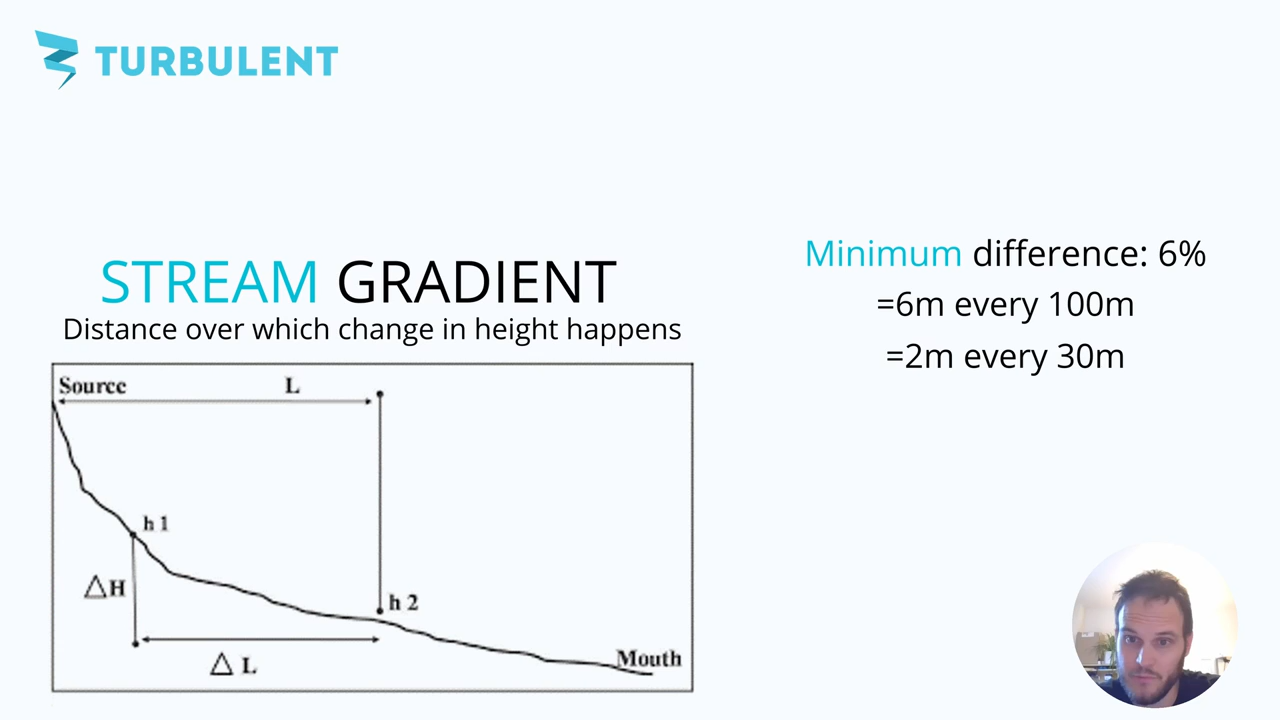 TURBULENT
STREAM GRADIENT
Distance over which change in height happens
Source
L
h 1
△H
h 2
△ L
Mouth
Minimum difference: 6%
=6m every 100m
=2m every 30m